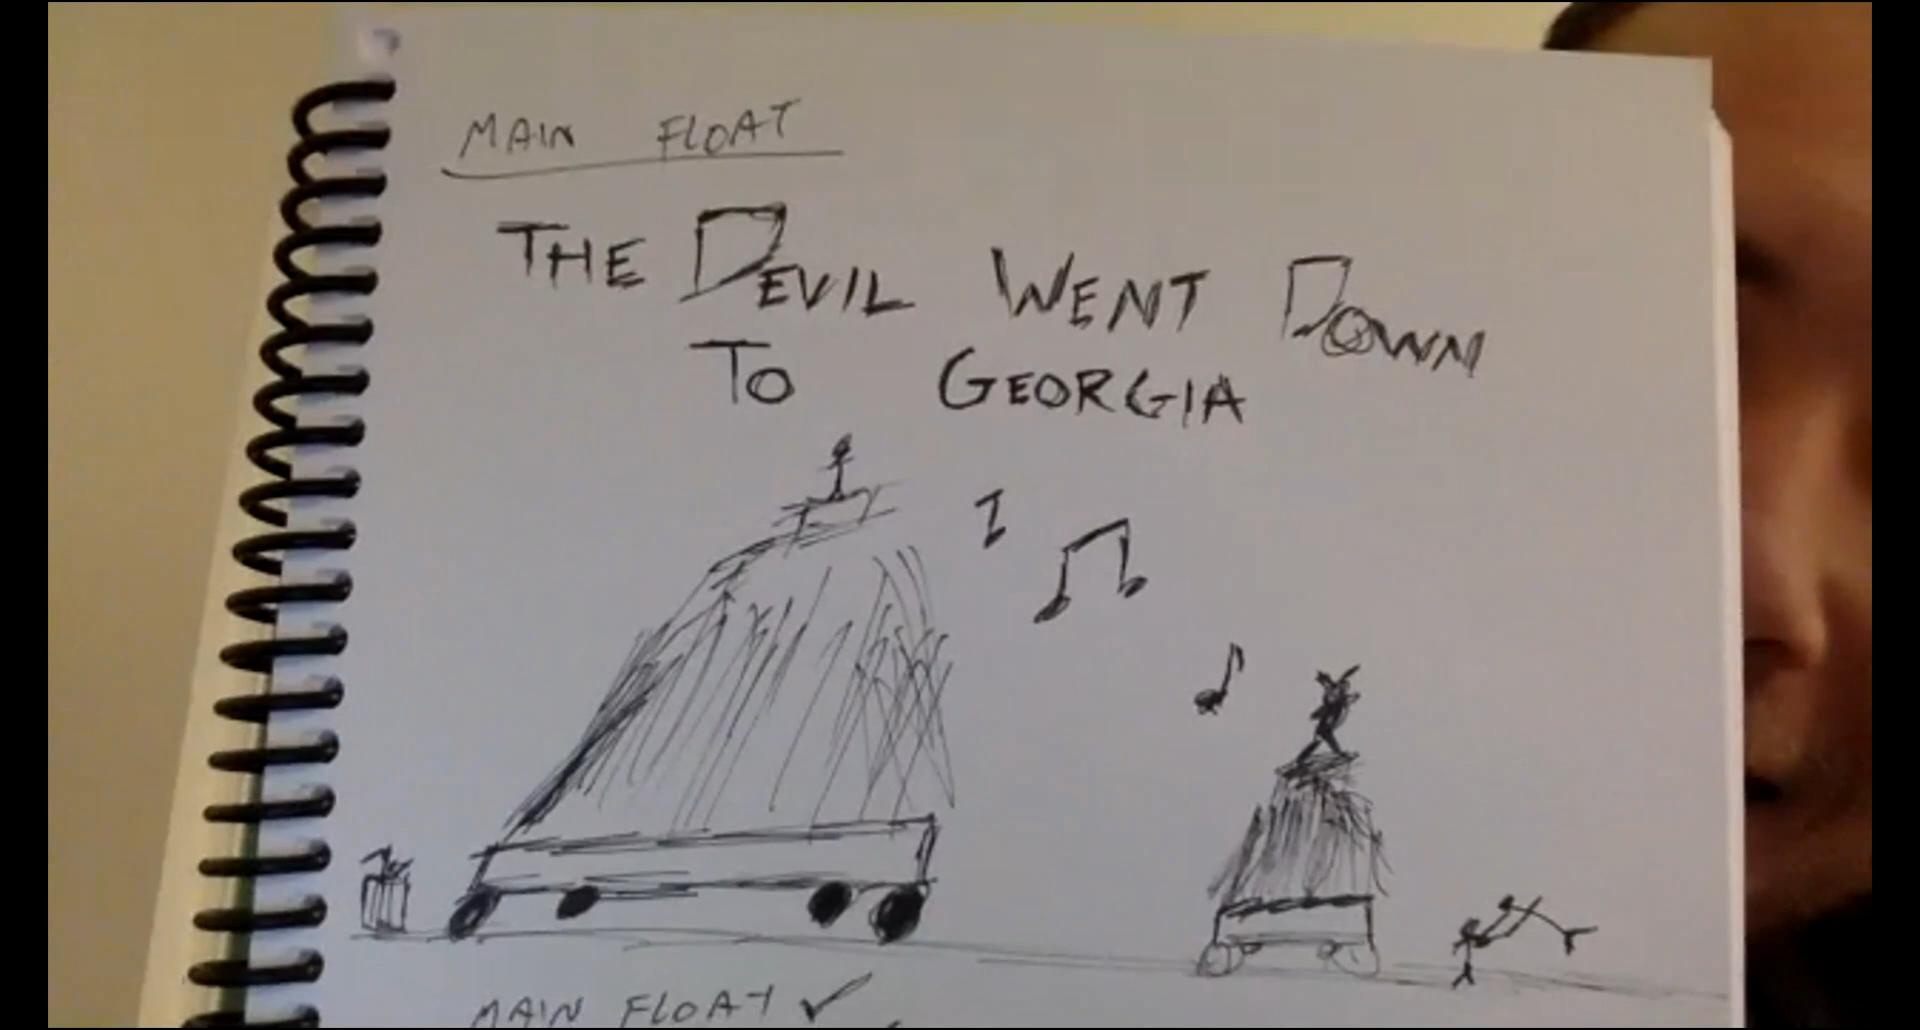 MAIN FLOAT
THE DEVIL WENT DOWN
TO GEORGIA
MAIN FLOAT ✓